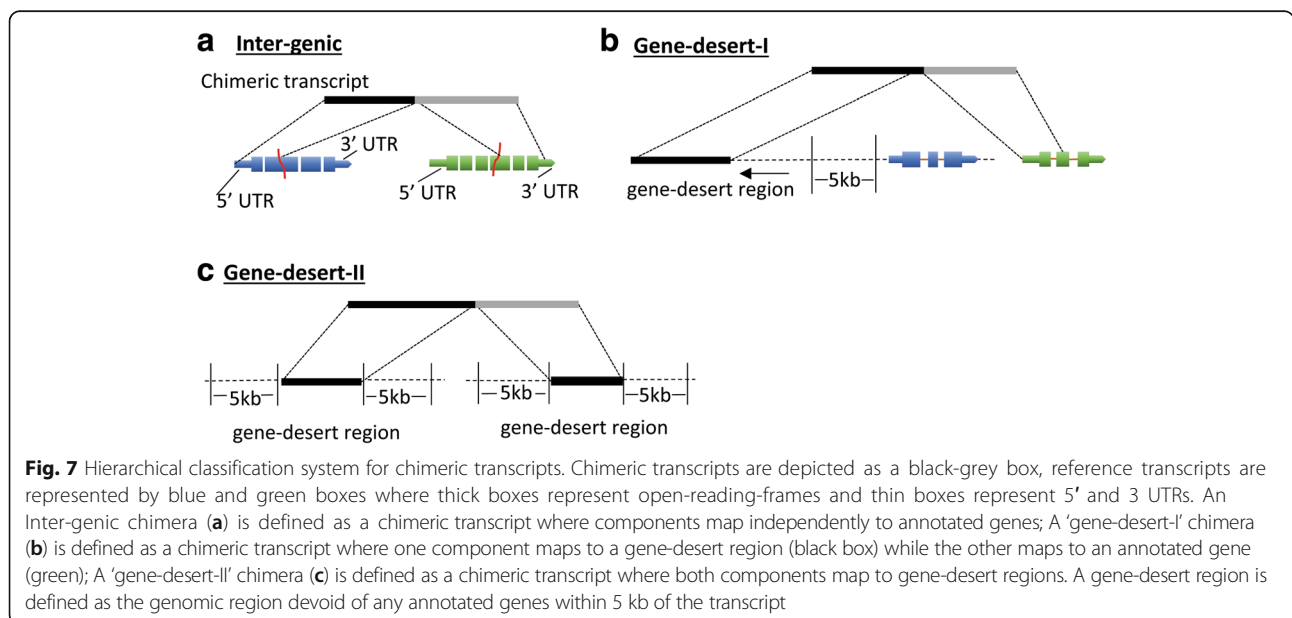 a Inter-genic
Chimeric transcript
3' UTR
5' UTR
5' UTR
3' UTR
b Gene-desert-I
5kb
gene-desert region
c Gene-desert-II
5kb
5kb
5kb
5kb
gene-desert region
gene-desert region
Fig. 7 Hierarchical classification system for chimeric transcripts. Chimeric transcripts are depicted as a black-grey box, reference transcripts are
represented by blue and green boxes where thick boxes represent open-reading-frames and thin boxes represent 5′ and 3 UTRs. An
Inter-genic chimera (a) is defined as a chimeric transcript where components map independently to annotated genes; A ‘gene-desert-I’ chimera
(b) is defined as a chimeric transcript where one component maps to a gene-desert region (black box) while the other maps to an annotated gene
(green); A ‘gene-desert-II’ chimera (c) is defined as a chimeric transcript where both components map to gene-desert regions. A gene-desert region is
defined as the genomic region devoid of any annotated genes within 5 kb of the transcript